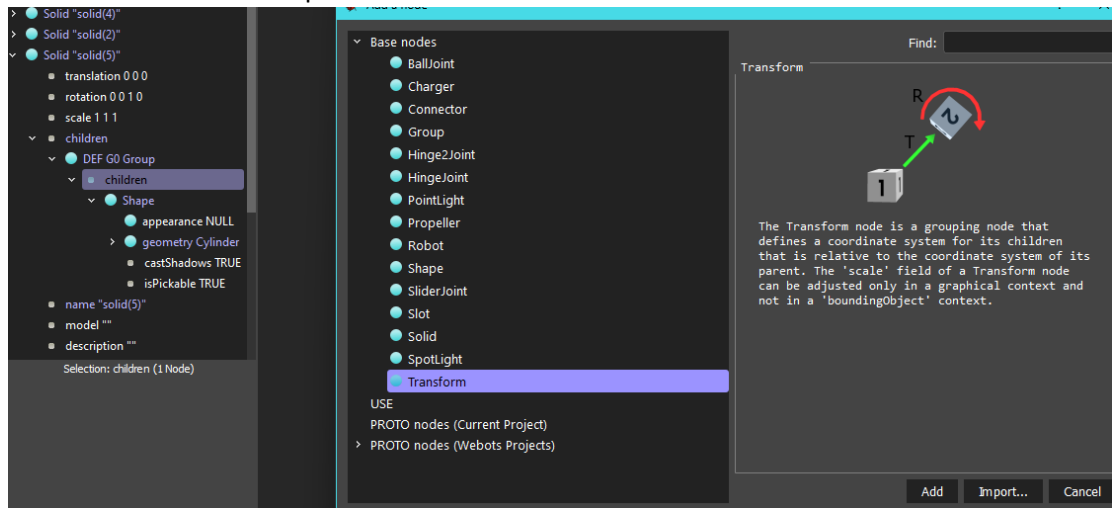 Solid "solid(4)"
Solid "solid(2)"
Solid "solid(5)"
translation 0 0 0
rotation 0 0 1 0
scale 1 1 1
children
DEF G0 Group
children
Shape
appearance NULL
geometry Cylinder
castShadows TRUE
isPickable TRUE
name "solid(5)"
model ""
description ""
Selection: children (1 Node)
Add a node
Base nodes
BallJoint
Charger
Connector
Group
Hinge2Joint
HingeJoint
PointLight
Propeller
Robot
Shape
SliderJoint
Slot
Solid
SpotLight
Transform
USE
PROTO nodes (Current Project)
PROTO nodes (Webots Projects)
Find:
Transform
R
2
T
1
The Transform node is a grouping node that
defines a coordinate system for its children
that is relative to the coordinate system of its
parent. The 'scale' field of a Transform node
can be adjusted only in a graphical context and
not in a 'boundingObject' context.
Add
Import...
Cancel